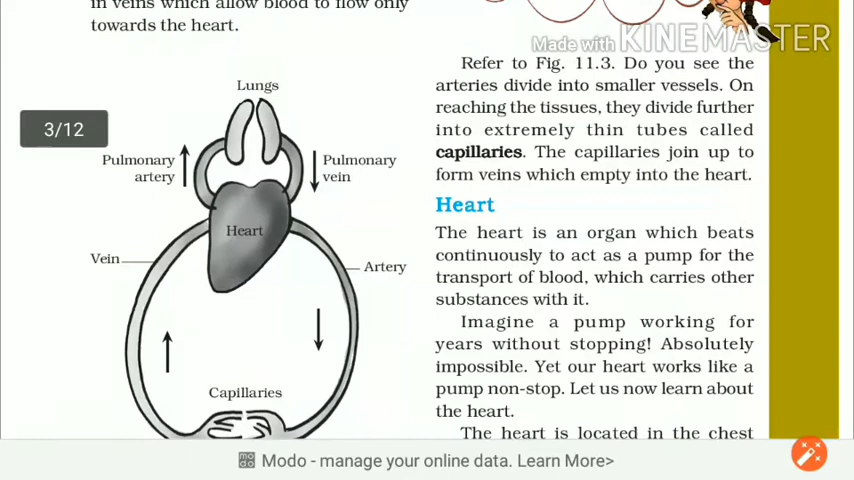 in veins which allow blood to flow only
towards the heart.
Lungs
3/12
Pulmonary
artery
Pulmonary
vein
Heart
Vein
Artery
Capillaries
Made with KINEMASTER
Refer to Fig. 11.3. Do you see the
arteries divide into smaller vessels. On
reaching the tissues, they divide further
into extremely thin tubes called
capillaries. The capillaries join up to
form veins which empty into the heart.
Heart
The heart is an organ which beats
continuously to act as a pump for the
transport of blood, which carries other
substances with it.
Imagine a pump working for
years without stopping! Absolutely
impossible. Yet our heart works like a
pump non-stop. Let us now learn about
the heart.
The heart is located in the chest
modo Modo - manage your online data. Learn More>